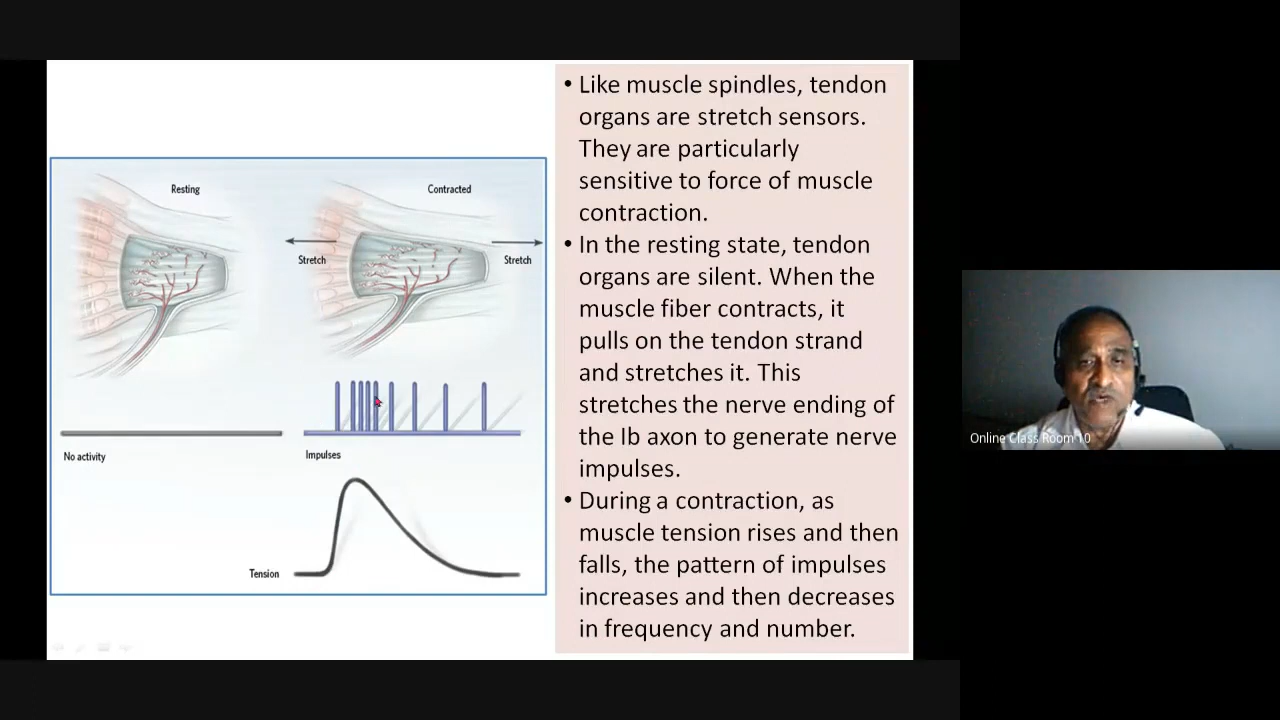 Resting
Contracted
Stretch
Stretch
No activity
Impulses
Tension
• Like muscle spindles, tendon
organs are stretch sensors.
They are particularly
sensitive to force of muscle
contraction.
• In the resting state, tendon
organs are silent. When the
muscle fiber contracts, it
pulls on the tendon strand
and stretches it. This
stretches the nerve ending of
the Ib axon to generate nerve
impulses.
• During a contraction, as
muscle tension rises and then
falls, the pattern of impulses
increases and then decreases
in frequency and number.
Online Class Room 10